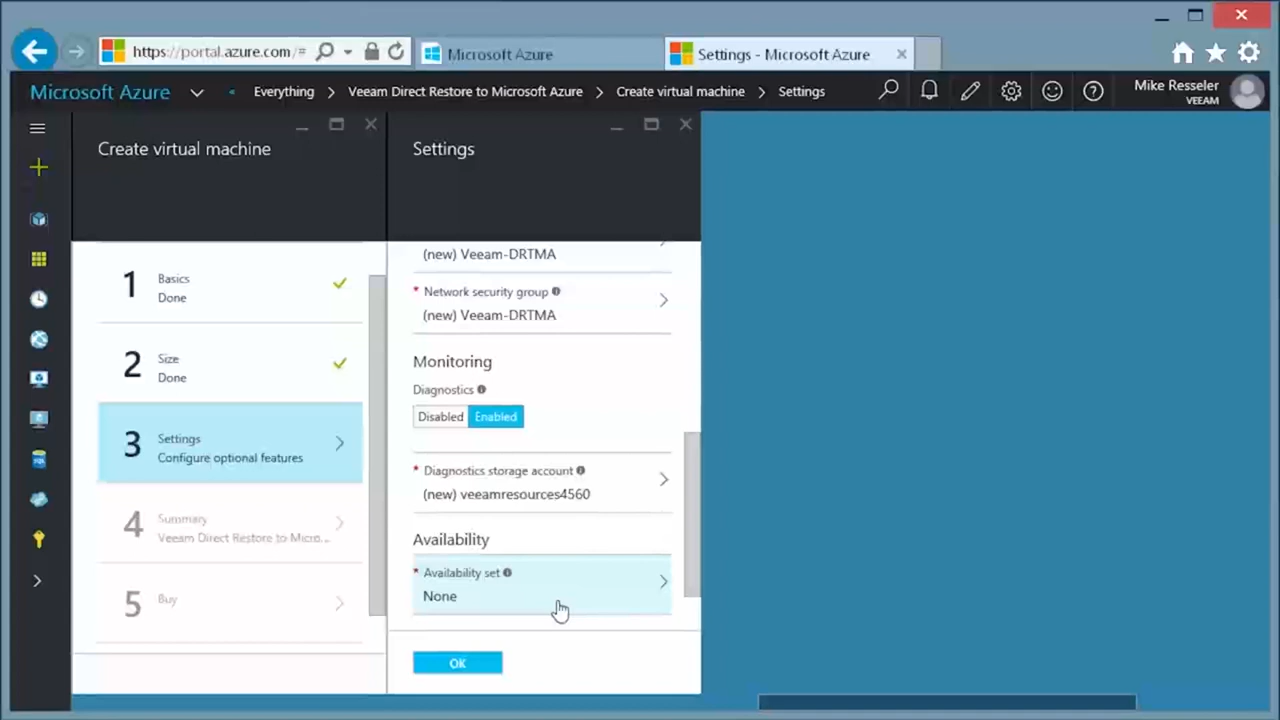 https://portal.azure.com/#
Microsoft Azure
Settings - Microsoft Azure
Microsoft Azure
Everything
Veeam Direct Restore to Microsoft Azure
Create virtual machine
Settings
Mike Resseler
VEEAM
Create virtual machine
1
Basics
Done
2
Size
Done
3
Settings
Configure optional features
4
Summary
Veeam Direct Restore to Micro...
5
Buy
Settings
(new) Veeam-DRTMA
* Network security group
(new) Veeam-DRTMA
Monitoring
Diagnostics
Disabled Enabled
* Diagnostics storage account
(new) veeamresources4560
Availability
* Availability set
None
OK